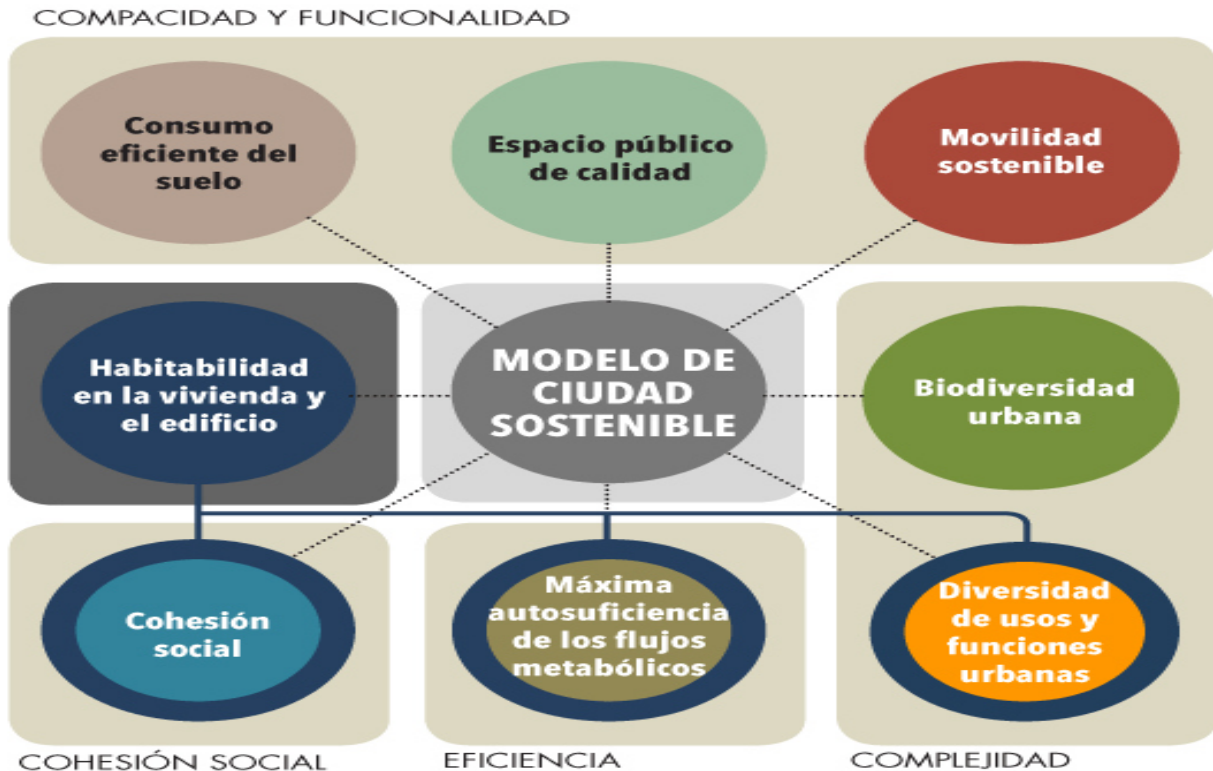 COMPACIDAD Y FUNCIONALIDAD
Consumo
eficiente del
suelo
Espacio público
de calidad
Movilidad
sostenible
Habitabilidad
en la vivienda y
el edificio
MODELO DE
CIUDAD
SOSTENIBLE
Biodiversidad
urbana
Cohesión
social
Máxima
autosuficiencia
de los flujos
metabólicos
Diversidad
de usos y
funciones
urbanas
COHESIÓN SOCIAL
EFICIENCIA
COMPLEJIDAD